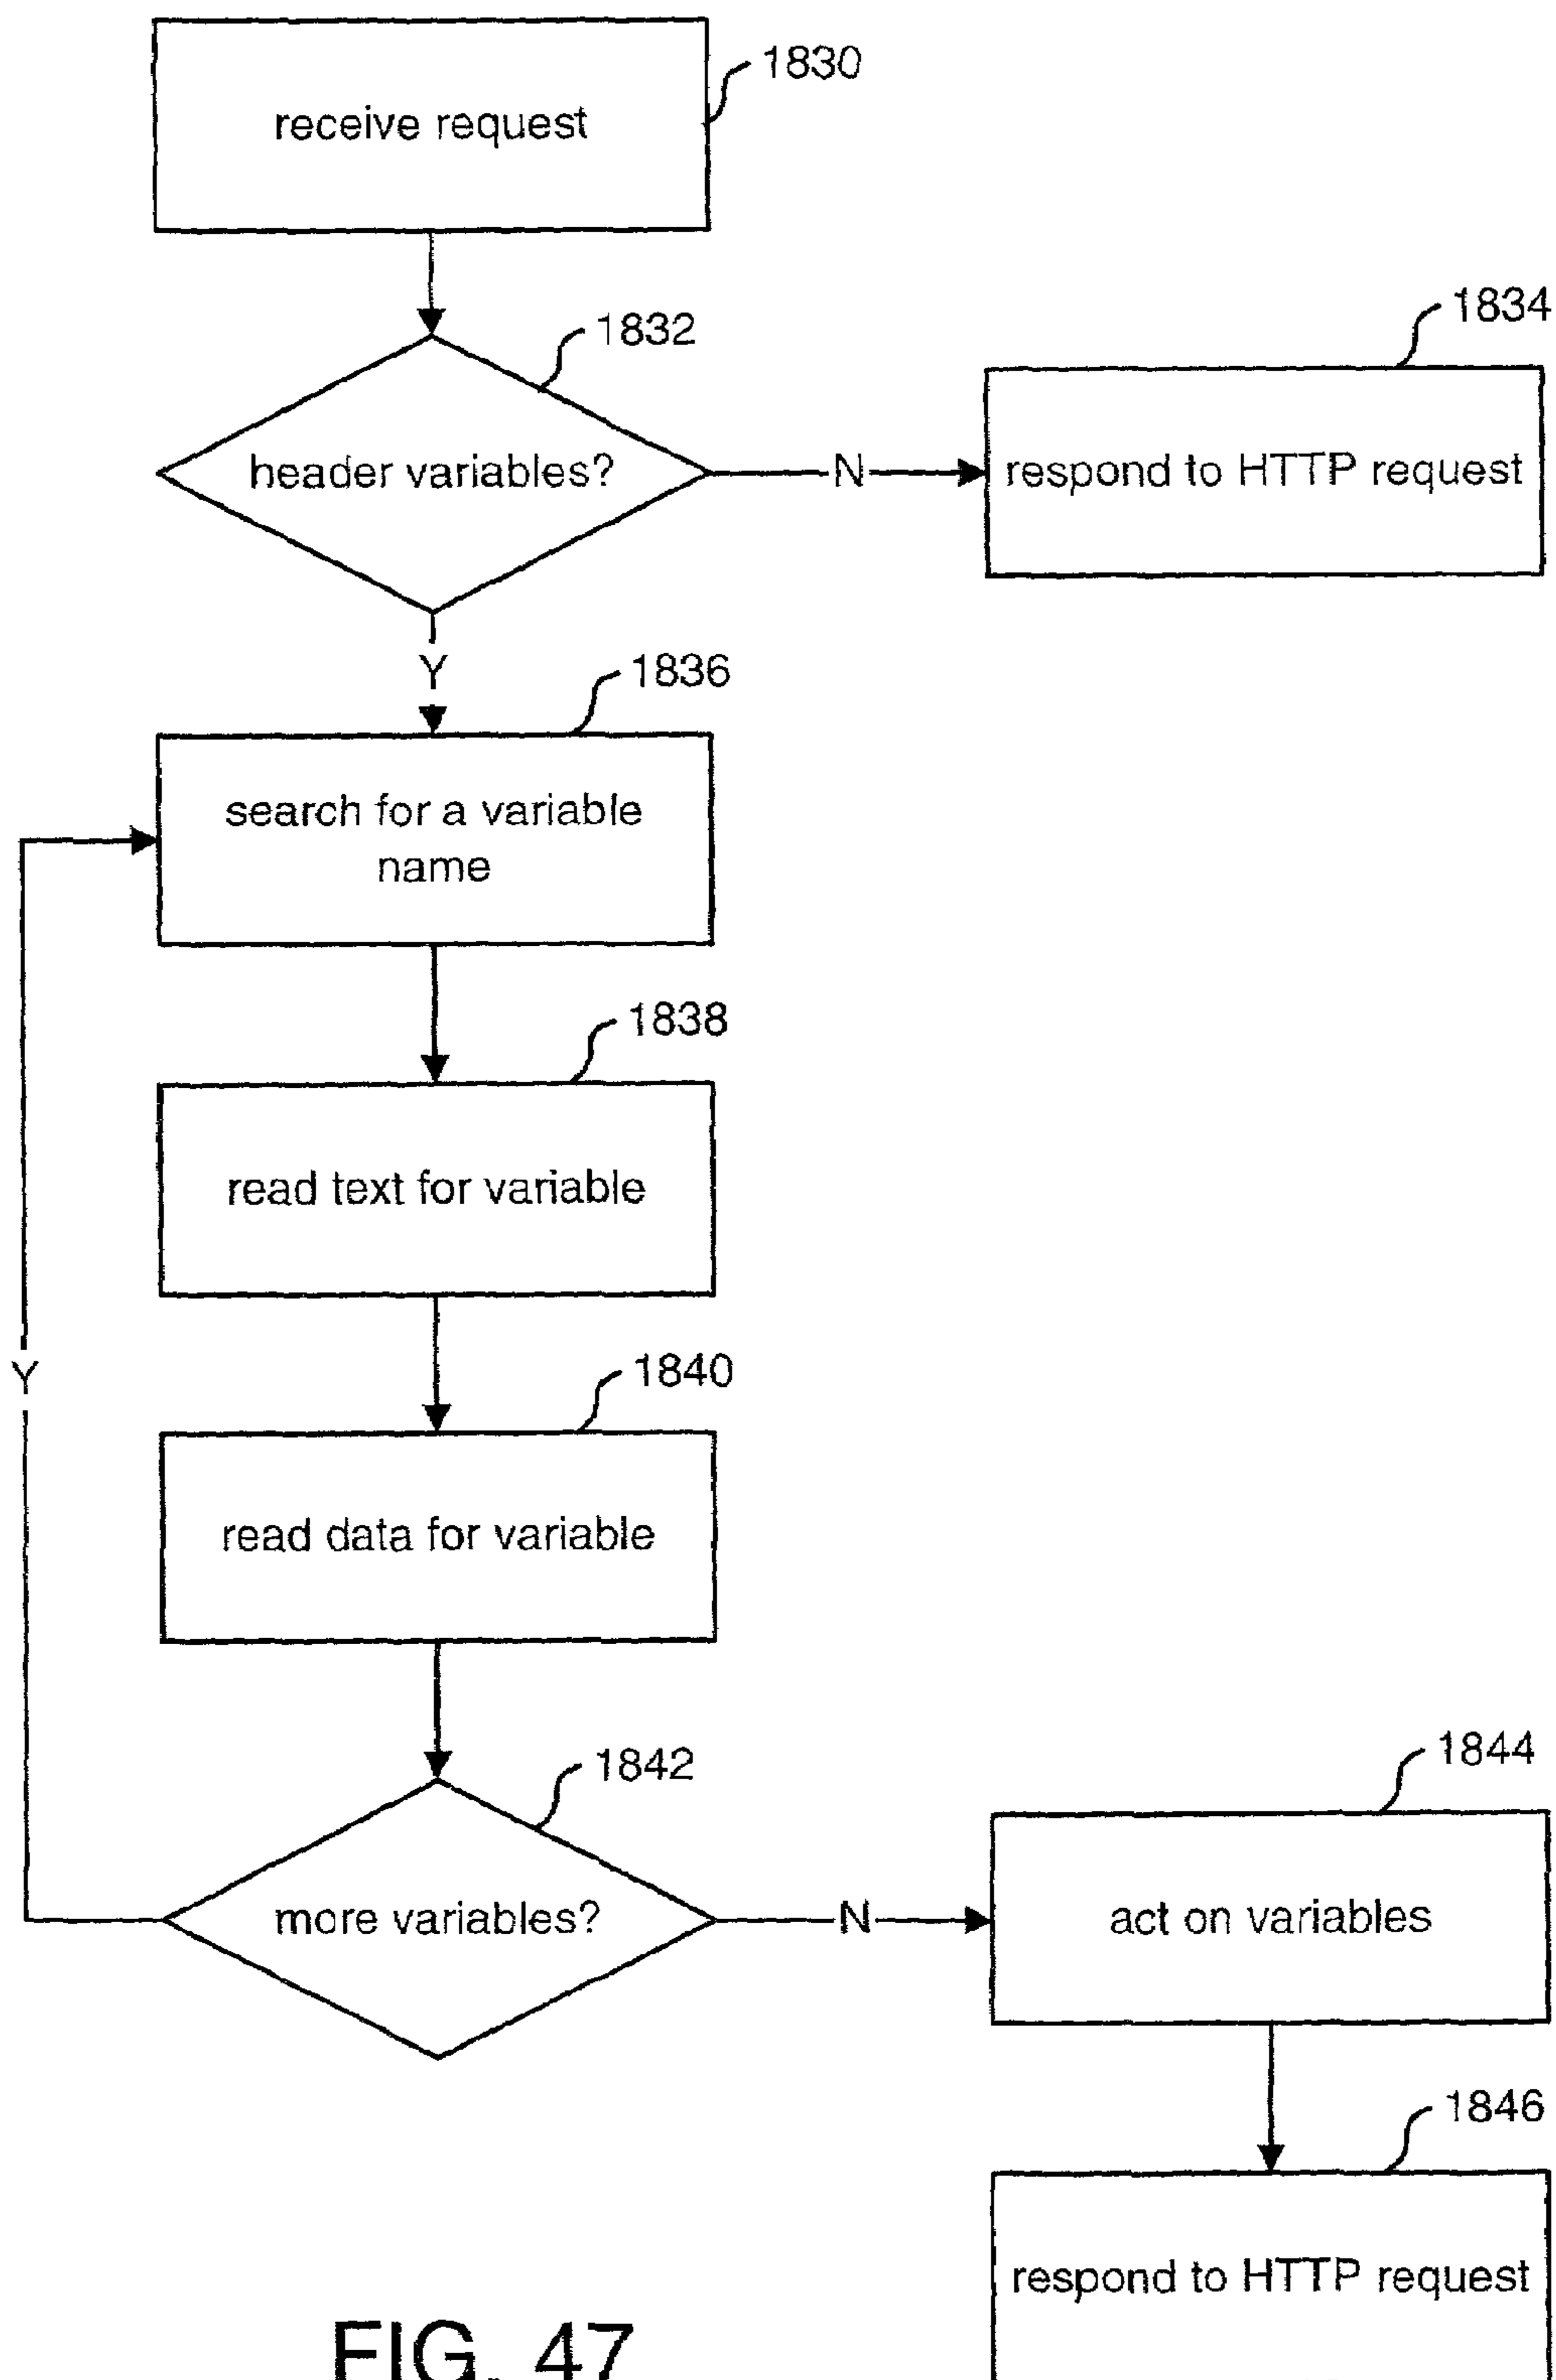 1830
receive request
1832
1834
header variables?
N
respond to HTTP request
Y
1836
search for a variable
name
1838
read text for variable
Y
1840
read data for variable
1842
1844
more variables?
N
act on variables
1846
respond to HTTP request
FIG. 47